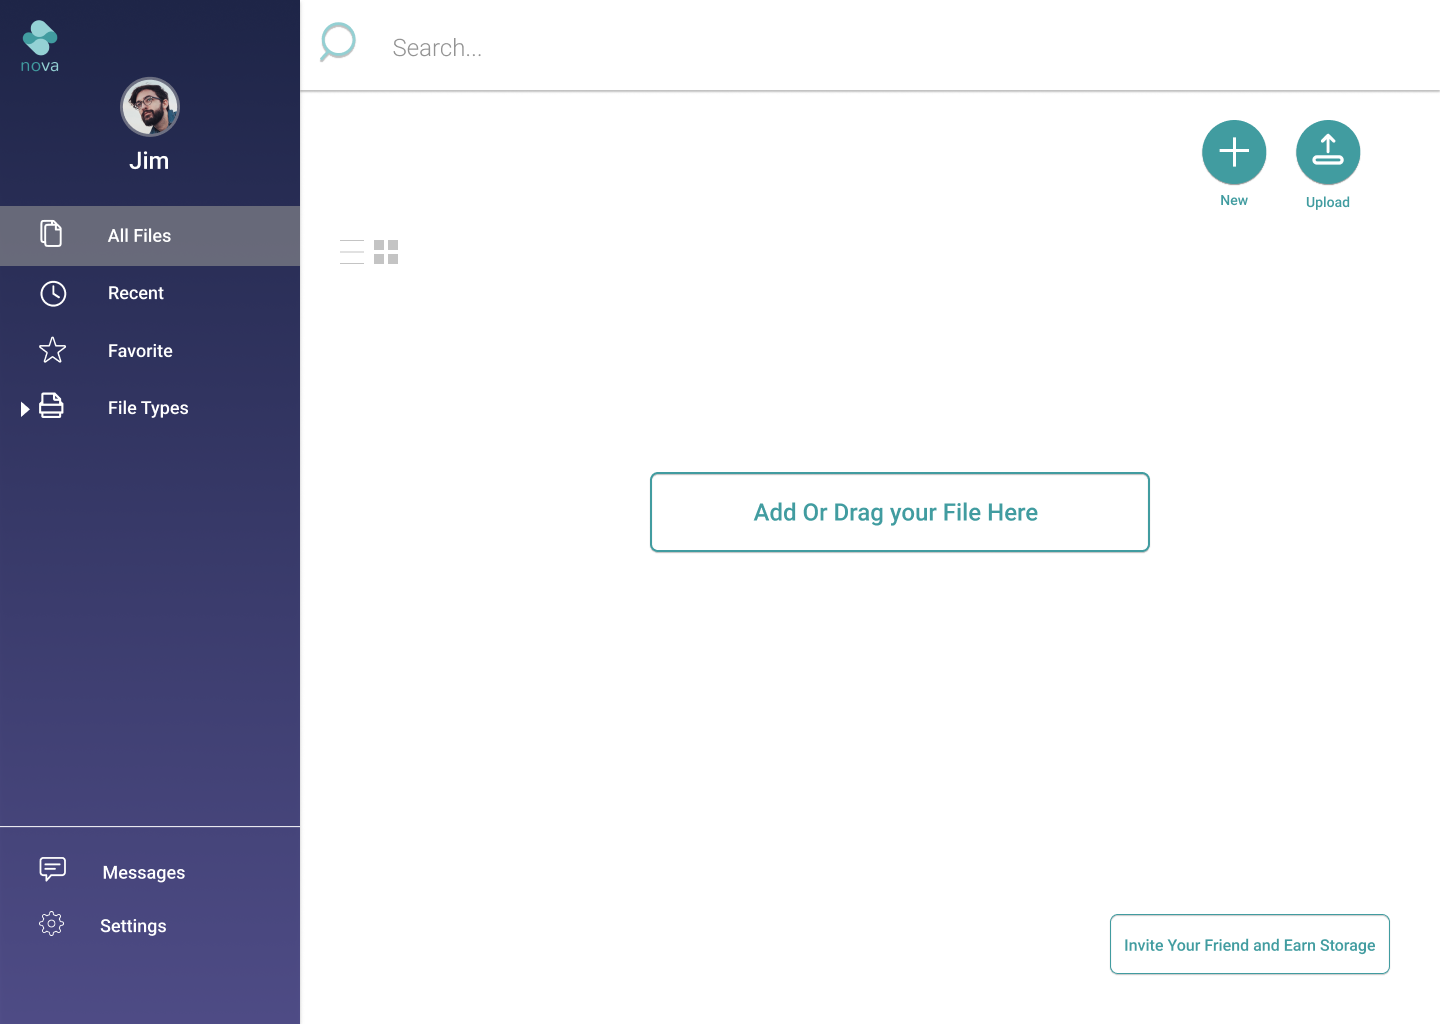 nova
Jim
All Files
Recent
Favorite
File Types
Messages
Settings
Search...
New
Upload
Add Or Drag your File Here
Invite Your Friend and Earn Storage